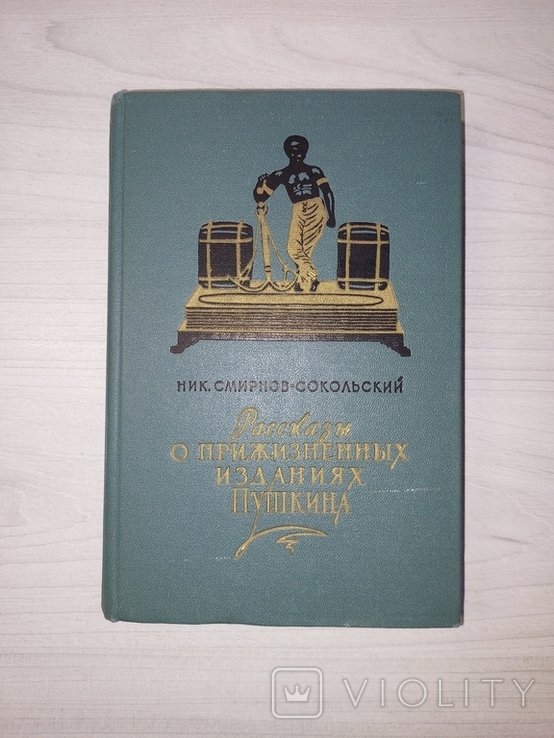 НИК. СМИРНОВ-СОКОЛЬСКИЙ
Рассказы
О ПРИЖИЗНЕННЫХ
ИЗДАНИЯХ
ПУШКИНА
VIOLITY